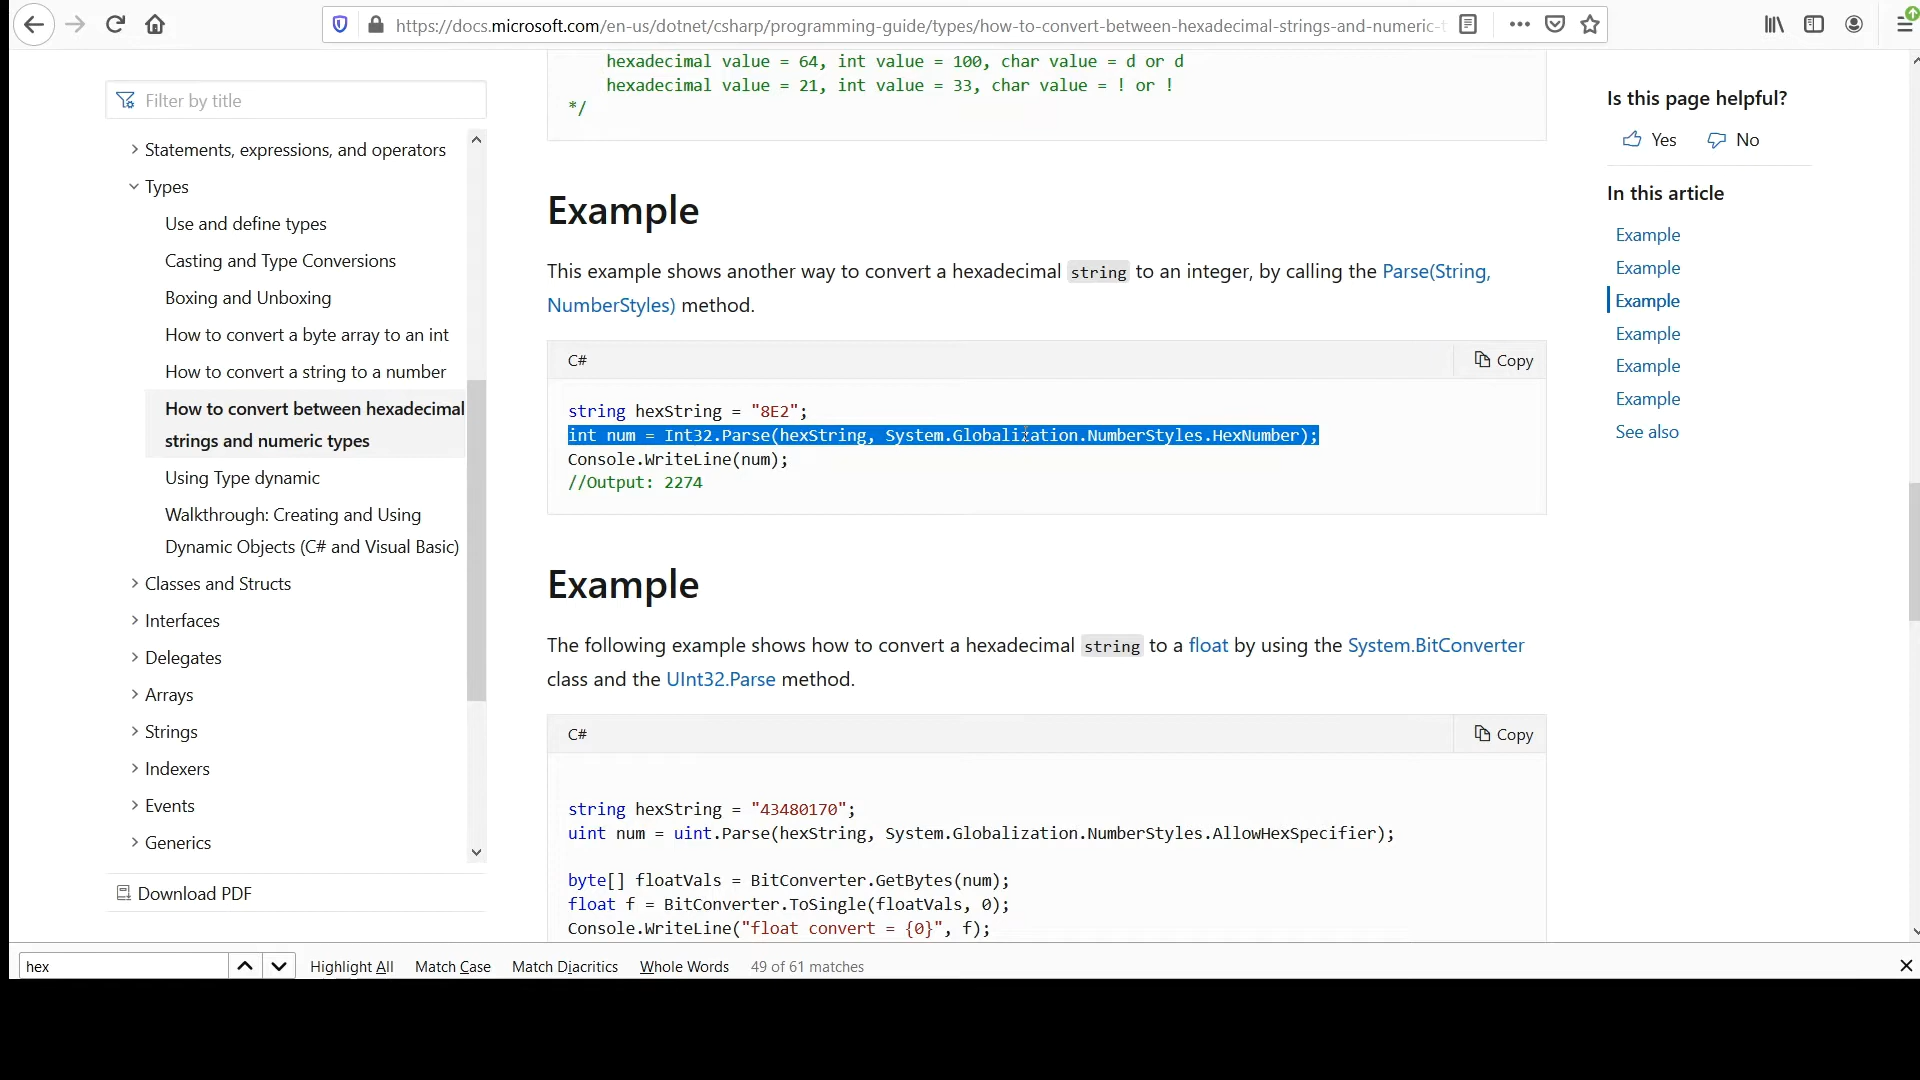 https://docs.microsoft.com/en-us/dotnet/csharp/programming-guide/types/how-to-convert-between-hexadecimal-strings-and-numeric-t
Filter by title
Statements, expressions, and operators
Types
Use and define types
Casting and Type Conversions
Boxing and Unboxing
How to convert a byte array to an int
How to convert a string to a number
How to convert between hexadecimal
strings and numeric types
Using Type dynamic
Walkthrough: Creating and Using
Dynamic Objects (C# and Visual Basic)
Classes and Structs
Interfaces
Delegates
Arrays
Strings
Indexers
Events
Generics
Download PDF
hexadecimal value = 64, int value = 100, char value = d or d
hexadecimal value = 21, int value = 33, char value = ! or !
*/
Example
This example shows another way to convert a hexadecimal string to an integer, by calling the Parse(String,
NumberStyles) method.
C#
Copy
string hexString = "8E2";
int num = Int32.Parse(hexString, System.Globalization.NumberStyles.HexNumber);
Console.WriteLine(num);
//Output: 2274
Example
The following example shows how to convert a hexadecimal string to a float by using the System.BitConverter
class and the UInt32.Parse method.
C#
Copy
string hexString = "43480170";
uint num = uint.Parse(hexString, System.Globalization.NumberStyles.AllowHexSpecifier);
byte[] floatVals = BitConverter.GetBytes(num);
float f = BitConverter.ToSingle(floatVals, 0);
Console.WriteLine("float convert = {0}", f);
Is this page helpful?
Yes
No
In this article
Example
Example
Example
Example
Example
Example
See also
hex
Highlight All
Match Case
Match Diacritics
Whole Words
49 of 61 matches